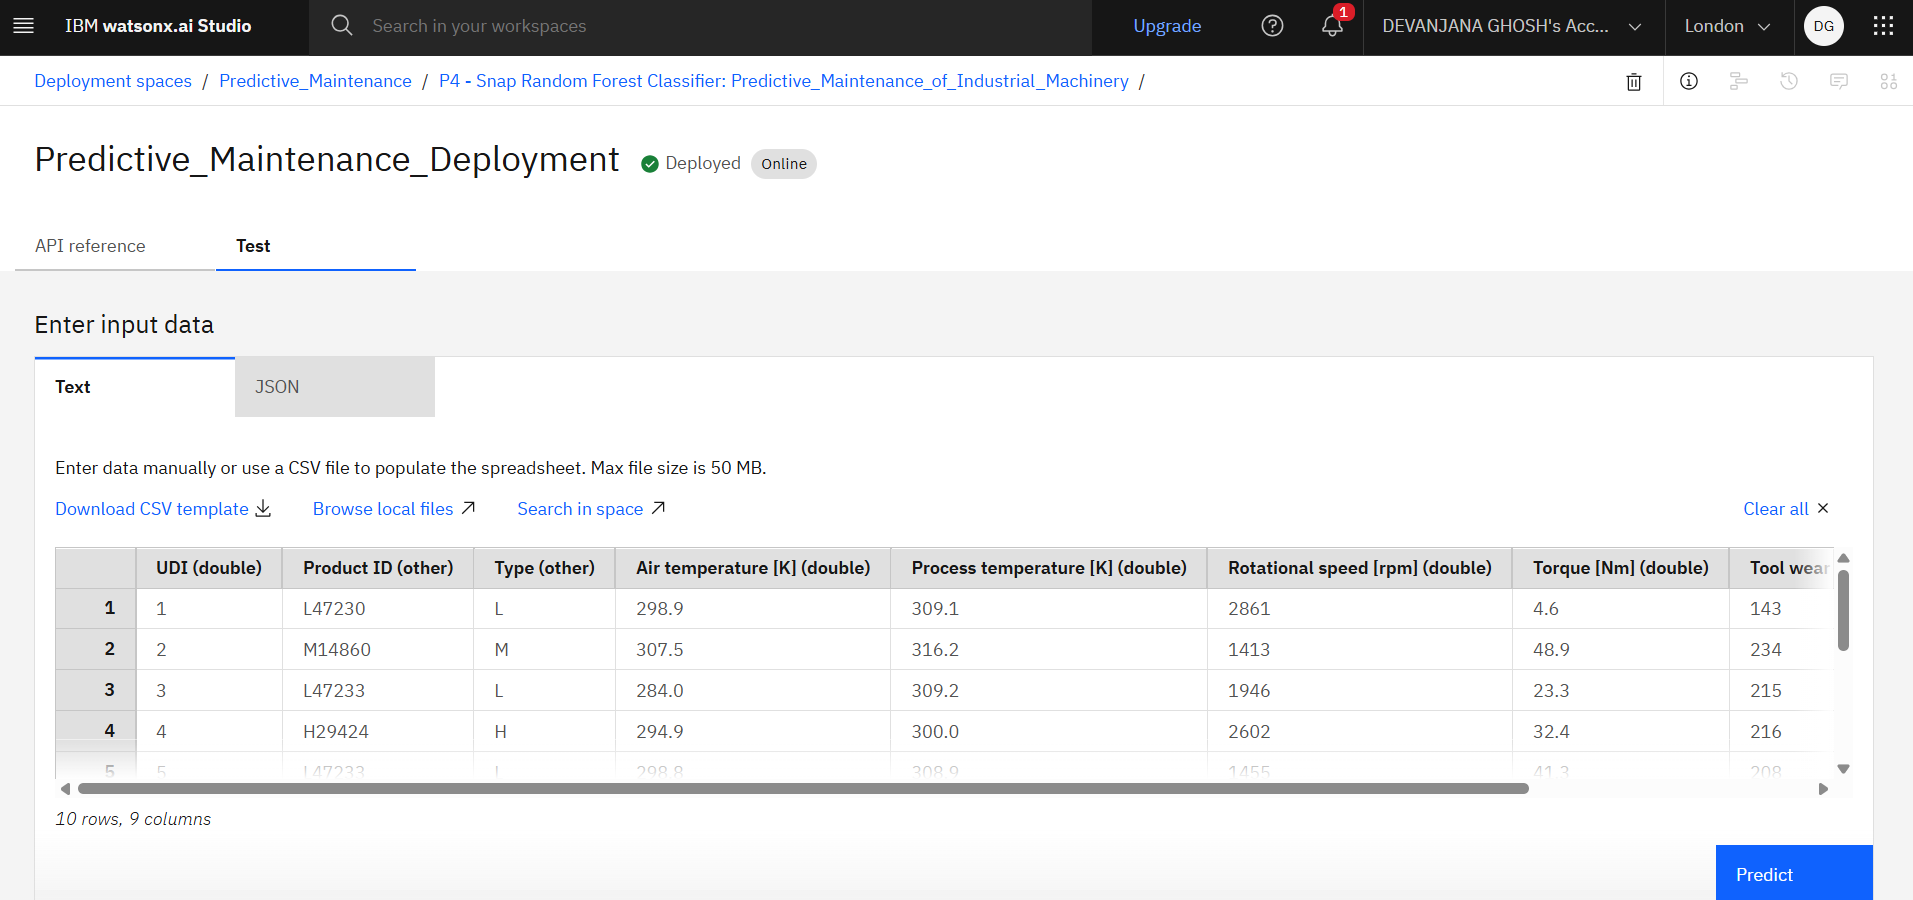 IBM watsonx.ai Studio
Search in your workspaces
Upgrade
1
DEVANJANA GHOSH's Acc...
London
DG
Deployment spaces / Predictive_Maintenance / P4 - Snap Random Forest Classifier: Predictive_Maintenance_of_Industrial_Machinery /
Predictive_Maintenance_Deployment
Deployed
Online
API reference
Test
Enter input data
Text
JSON
Enter data manually or use a CSV file to populate the spreadsheet. Max file size is 50 MB.
Download CSV template
Browse local files
Search in space
Clear all
UDI (double) Product ID (other) Type (other) Air temperature [K] (double) Process temperature [K] (double) Rotational speed [rpm] (double) Torque [Nm] (double) Tool wear
1 1 L47230 L 298.9 309.1 2861 4.6 143
2 2 M14860 M 307.5 316.2 1413 48.9 234
3 3 L47233 L 284.0 309.2 1946 23.3 215
4 4 H29424 H 294.9 300.0 2602 32.4 216
5 5 L47233 L 298.8 308.9 1455 41.3 208
10 rows, 9 columns
Predict